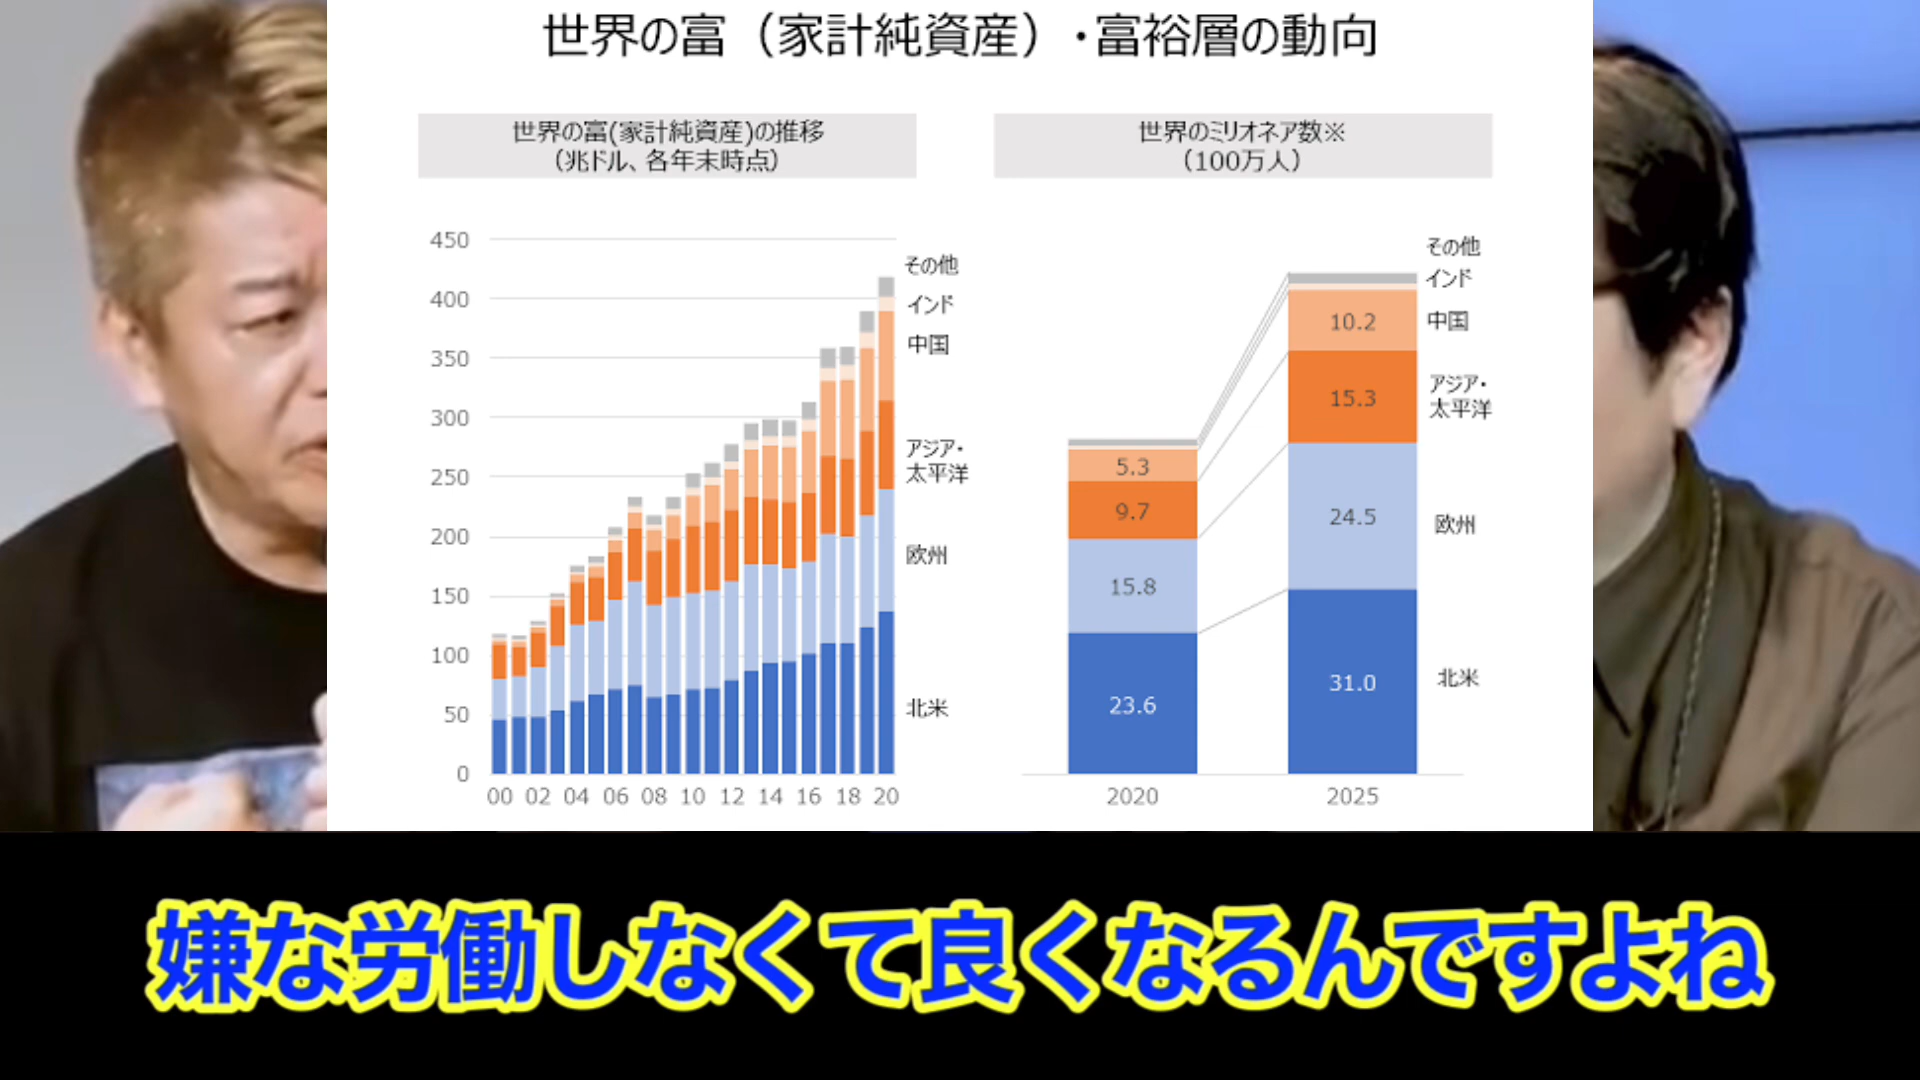 世界の富（家計純資産）・富裕層の動向
世界の富(家計純資産)の推移
（兆ドル、各年末時点）
450
400
350
300
250
200
150
100
50
0
00 02 04 06 08 10 12 14 16 18 20
その他
インド
中国
アジア・
太平洋
欧州
北米
世界のミリオネア数※
（100万人）
5.3
9.7
15.8
23.6
10.2
15.3
24.5
31.0
2020 2025
その他
インド
中国
アジア・
太平洋
欧州
北米
嫌な労働しなくて良くなるんですよね